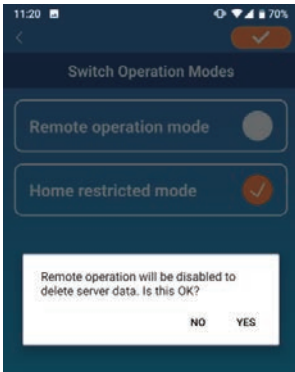 11:20 70%
Switch Operation Modes
Remote operation mode
Home restricted mode
Remote operation will be disabled to
delete server data. Is this OK?
NO YES